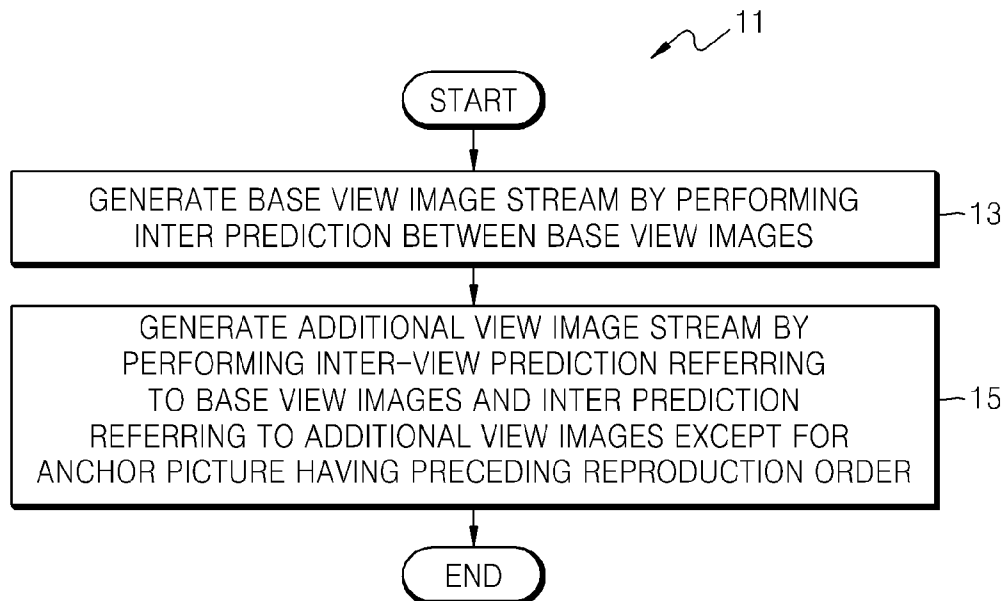 11
START
GENERATE BASE VIEW IMAGE STREAM BY PERFORMING
INTER PREDICTION BETWEEN BASE VIEW IMAGES
13
GENERATE ADDITIONAL VIEW IMAGE STREAM BY
PERFORMING INTER-VIEW PREDICTION REFERRING
TO BASE VIEW IMAGES AND INTER PREDICTION
REFERRING TO ADDITIONAL VIEW IMAGES EXCEPT FOR
ANCHOR PICTURE HAVING PRECEDING REPRODUCTION ORDER
15
END